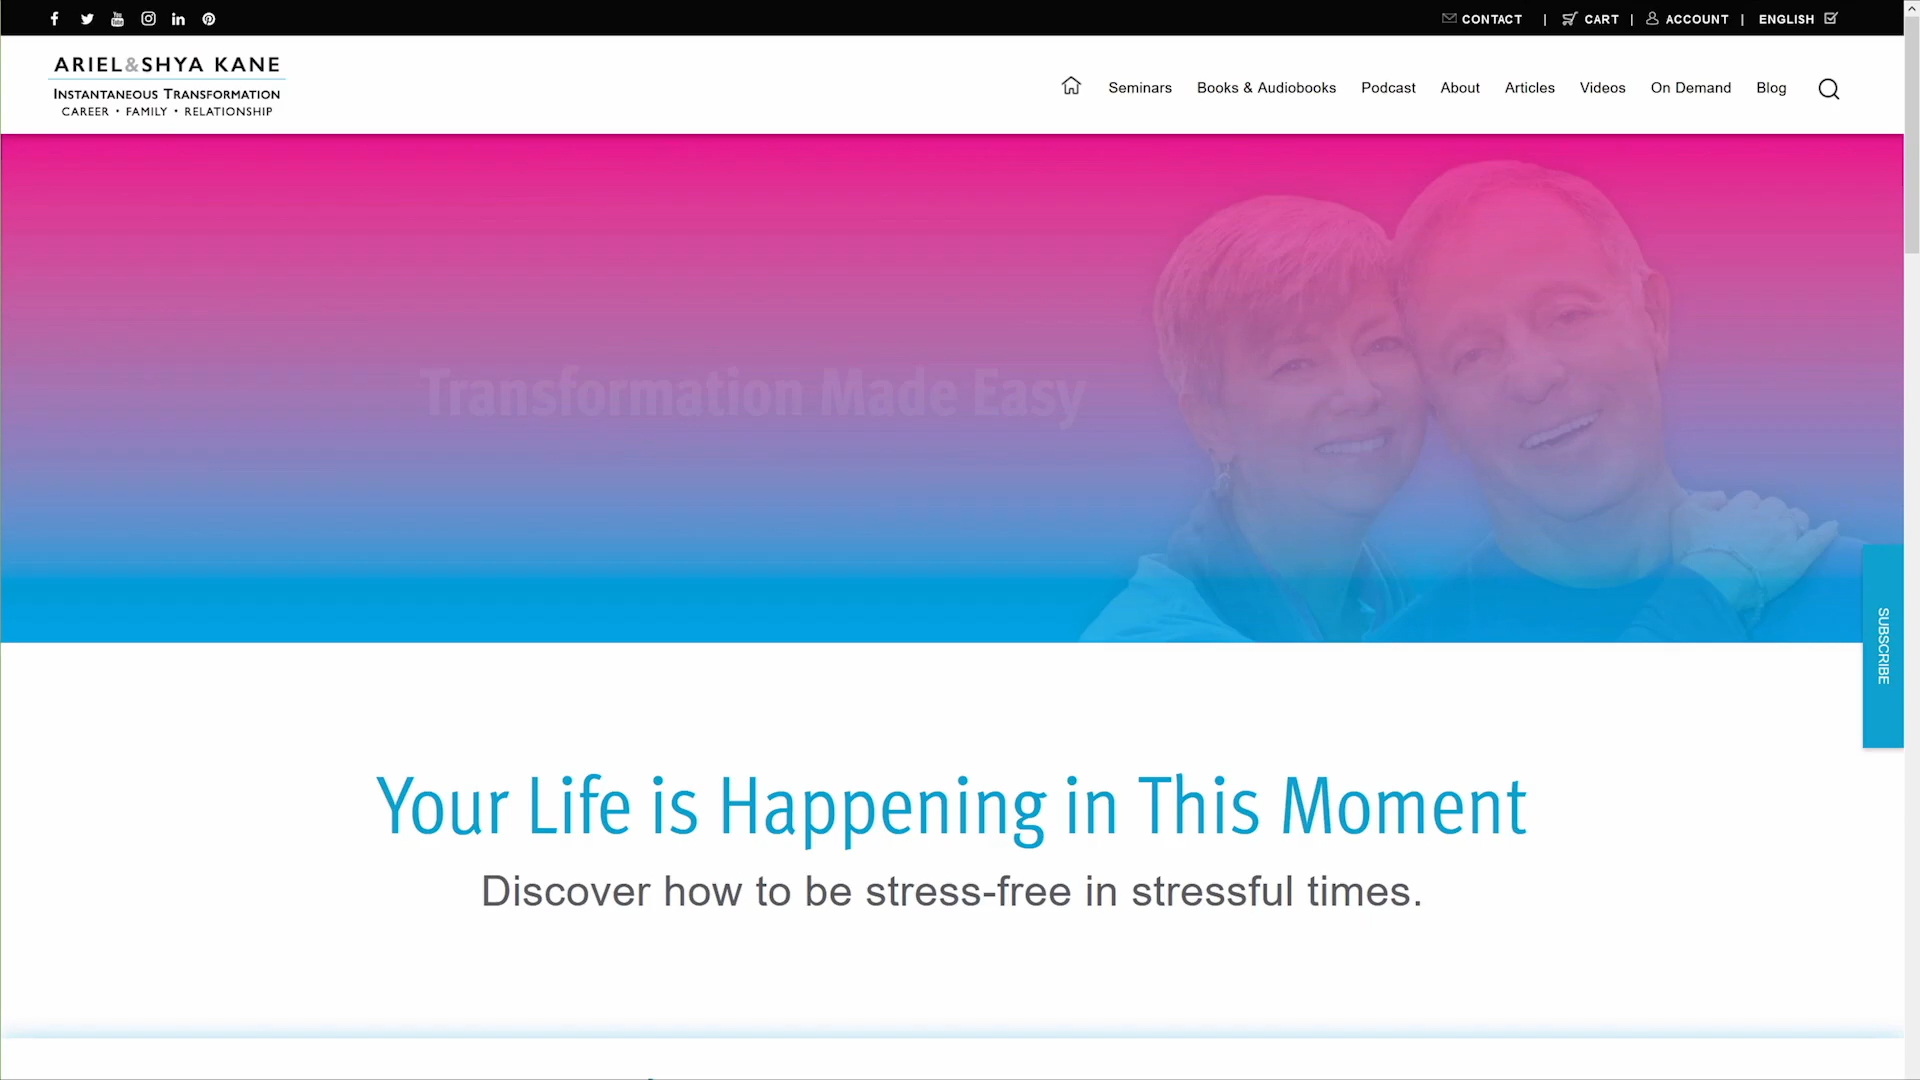 CONTACT | CART | ACCOUNT | ENGLISH
ARIEL&SHYA KANE
INSTANTANEOUS TRANSFORMATION
CAREER • FAMILY • RELATIONSHIP
Seminars Books & Audiobooks Podcast About Articles Videos On Demand Blog
Transformation Made Easy
SUBSCRIBE
Your Life is Happening in This Moment
Discover how to be stress-free in stressful times.